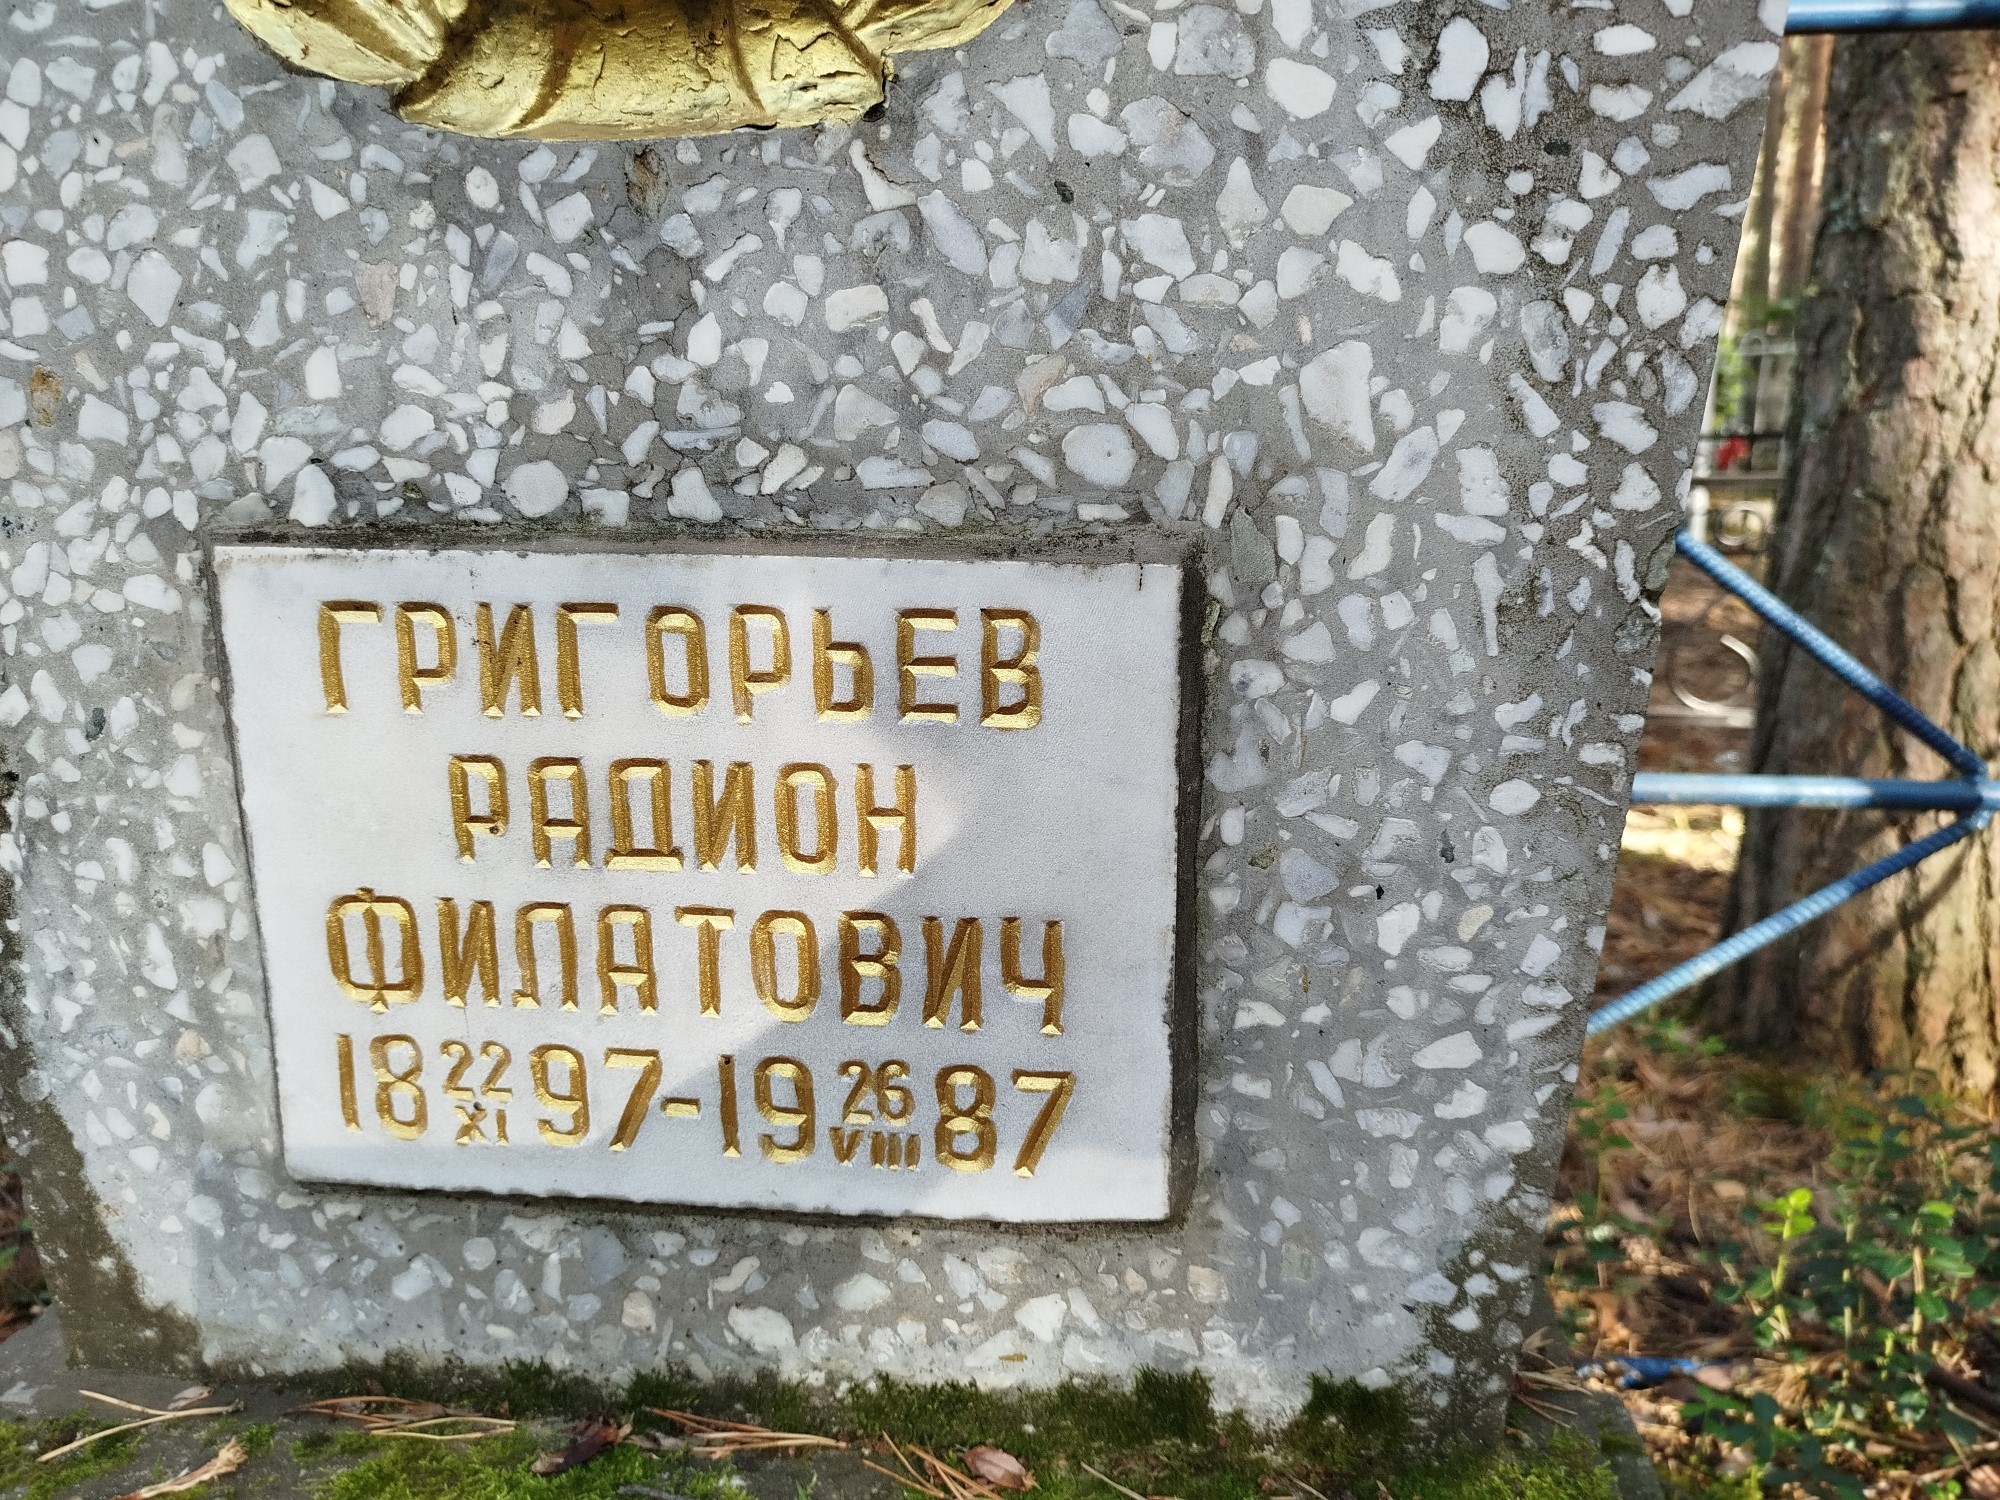 ГРИГОРЬЕВ
РАДИОН
ФИЛАТОВИЧ
18 22 XI 97-19 26 VIII 87